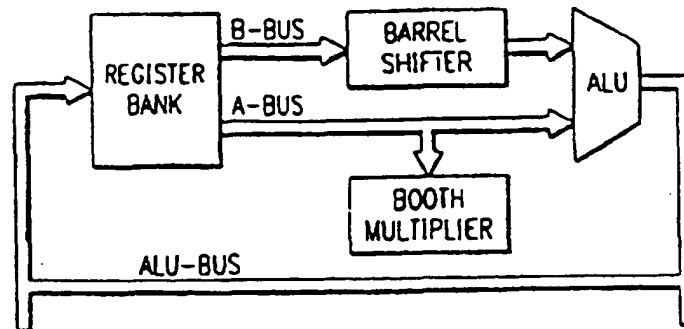 B-BUS
BARREL
SHIFTER
REGISTER
BANK
ALU
A-BUS
BOOTH
MULTIPLIER
ALU-BUS